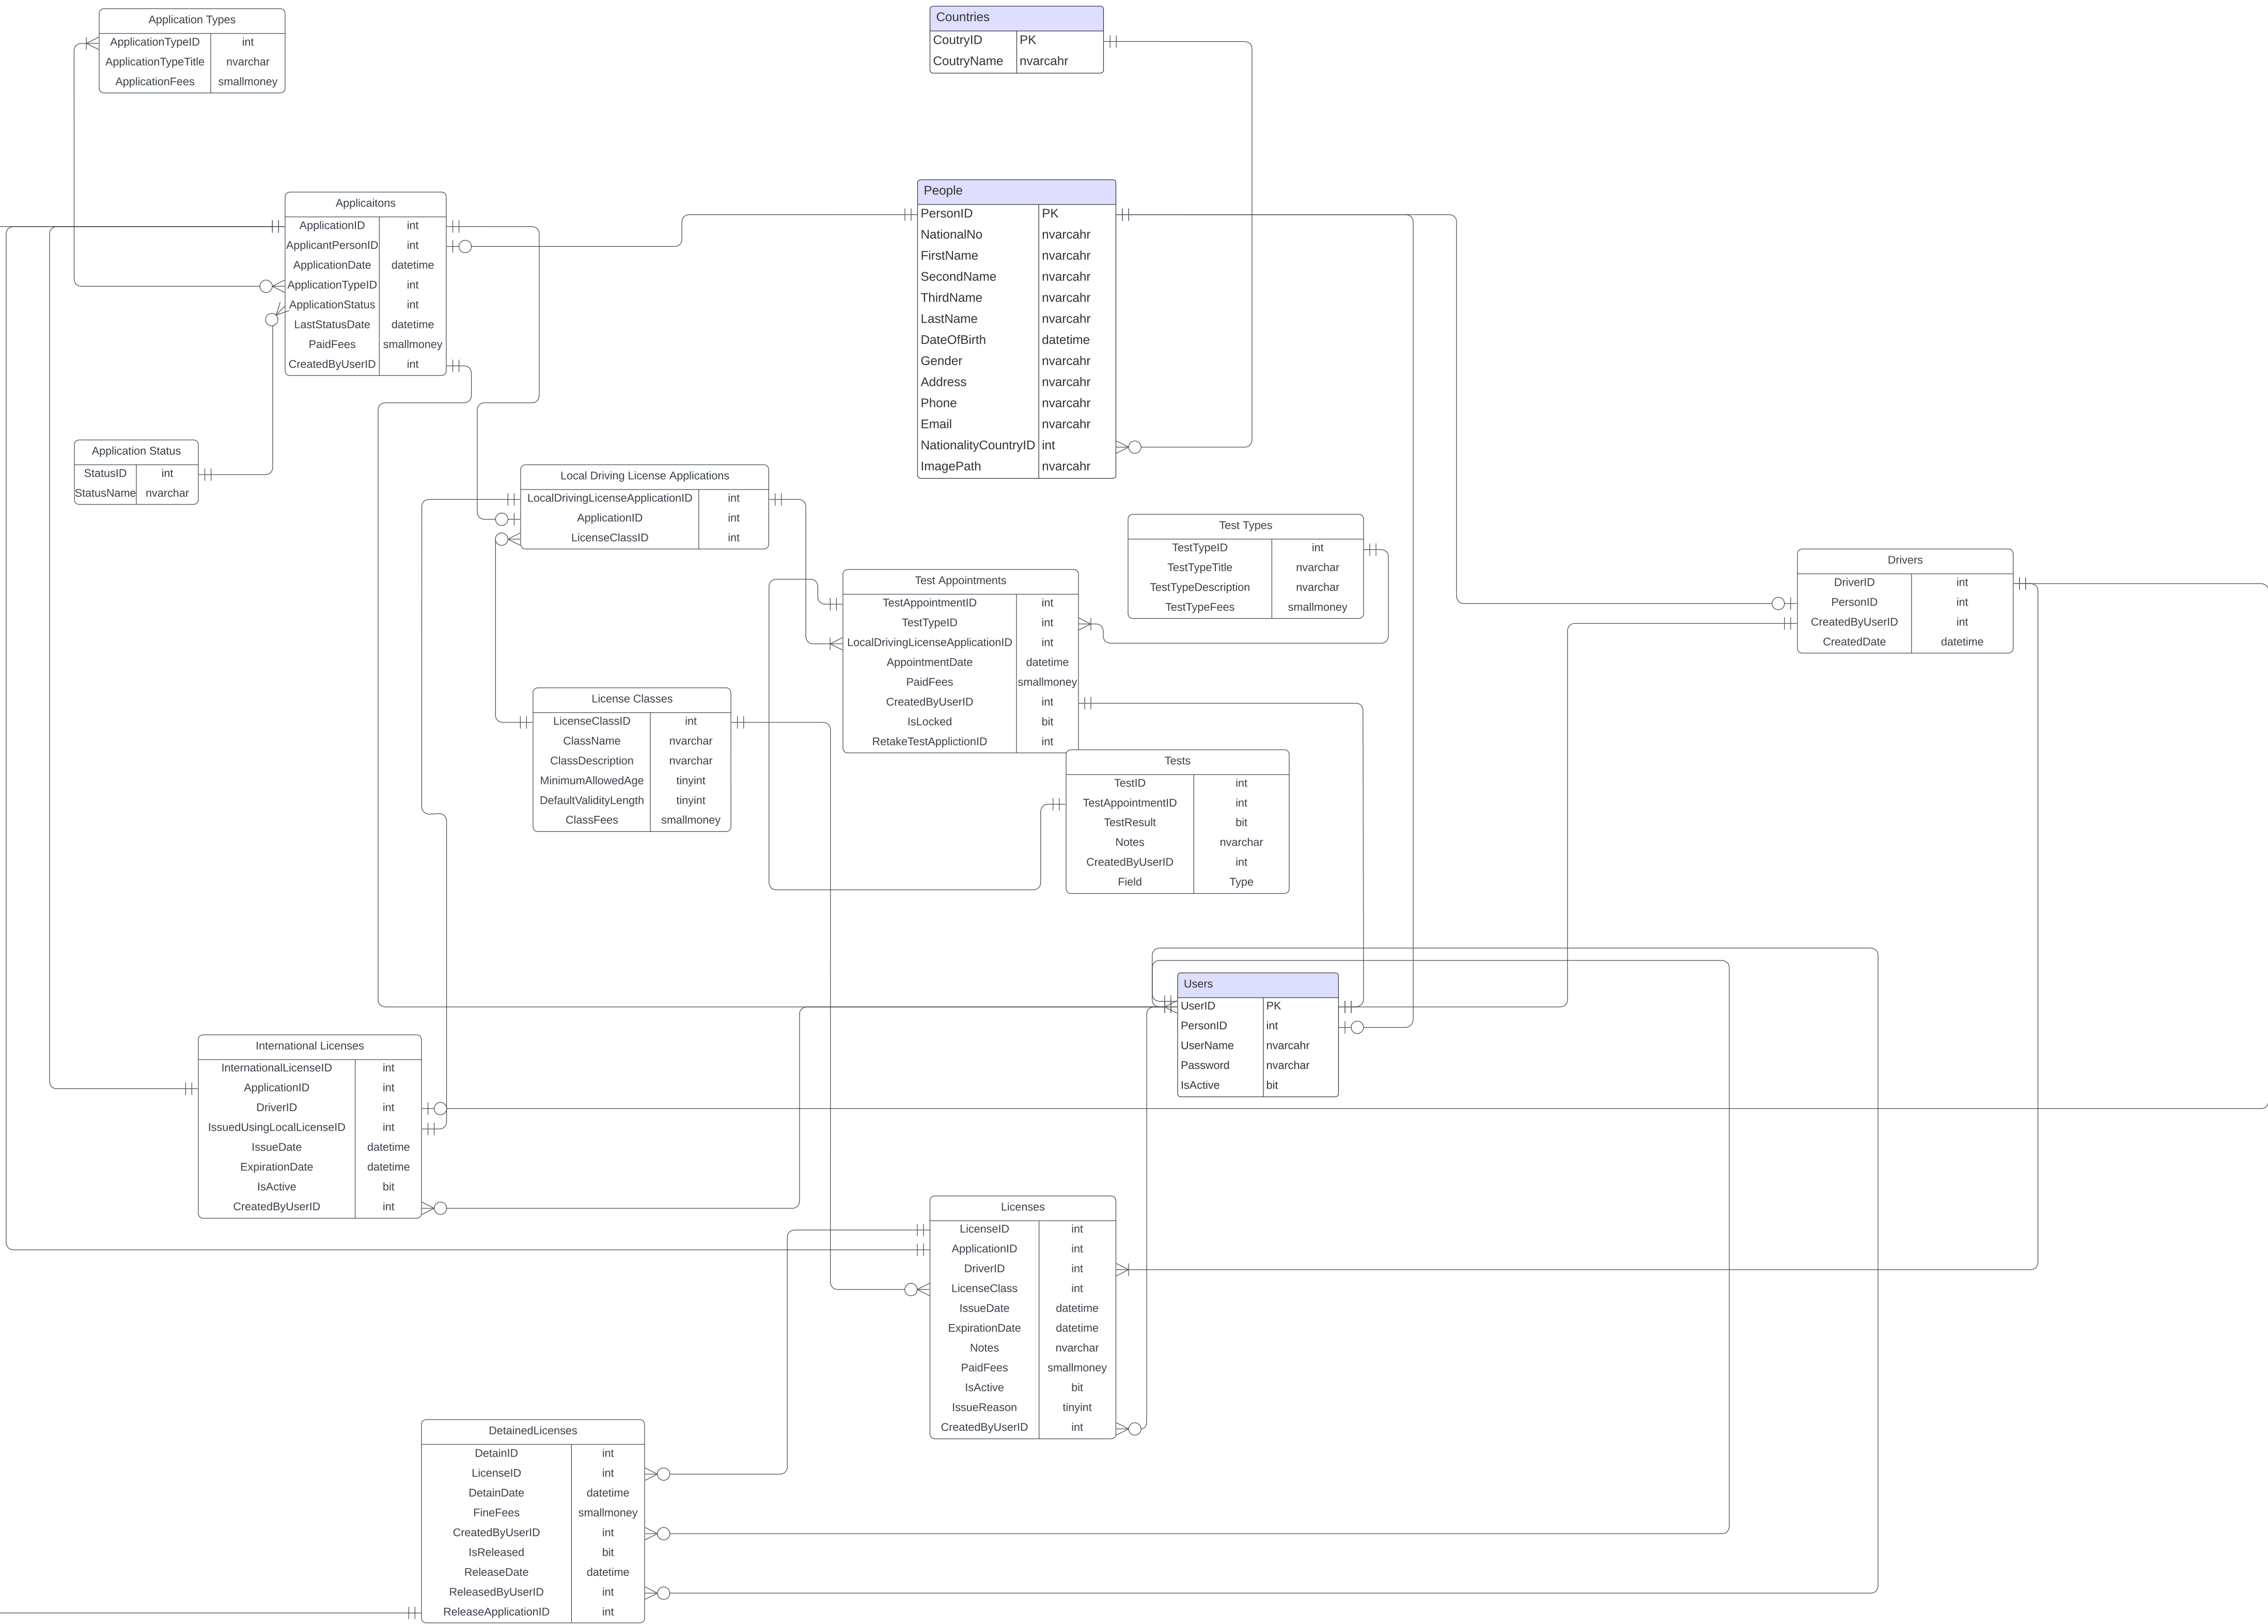 Application Types
ApplicationTypeID int
ApplicationTypeTitle nvarchar
ApplicationFees smallmoney
Countries
CoutryID PK
CoutryName nvarcahr
Applicaitons
ApplicationID int
ApplicantPersonID int
ApplicationDate datetime
ApplicationTypeID int
ApplicationStatus int
LastStatusDate datetime
PaidFees smallmoney
CreatedByUserID int
People
PersonID PK
NationalNo nvarcahr
FirstName nvarcahr
SecondName nvarcahr
ThirdName nvarcahr
LastName nvarcahr
DateOfBirth datetime
Gender nvarcahr
Address nvarcahr
Phone nvarcahr
Email nvarcahr
NationalityCountryID int
ImagePath nvarcahr
Application Status
StatusID int
StatusName nvarchar
Local Driving License Applications
LocalDrivingLicenseApplicationID int
ApplicationID int
LicenseClassID int
Test Types
TestTypeID int
TestTypeTitle nvarchar
TestTypeDescription nvarchar
TestTypeFees smallmoney
Drivers
DriverID int
PersonID int
CreatedByUserID int
CreatedDate datetime
Test Appointments
TestAppointmentID int
TestTypeID int
LocalDrivingLicenseApplicationID int
AppointmentDate datetime
PaidFees smallmoney
CreatedByUserID int
IsLocked bit
RetakeTestApplictionID int
License Classes
LicenseClassID int
ClassName nvarchar
ClassDescription nvarchar
MinimumAllowedAge tinyint
DefaultValidityLength tinyint
ClassFees smallmoney
Tests
TestID int
TestAppointmentID int
TestResult bit
Notes nvarchar
CreatedByUserID int
Field Type
Users
UserID PK
PersonID int
UserName nvarcahr
Password nvarchar
IsActive bit
International Licenses
InternationalLicenseID int
ApplicationID int
DriverID int
IssuedUsingLocalLicenseID int
IssueDate datetime
ExpirationDate datetime
IsActive bit
CreatedByUserID int
Licenses
LicenseID int
ApplicationID int
DriverID int
LicenseClass int
IssueDate datetime
ExpirationDate datetime
Notes nvarchar
PaidFees smallmoney
IsActive bit
IssueReason tinyint
CreatedByUserID int
DetainedLicenses
DetainID int
LicenseID int
DetainDate datetime
FineFees smallmoney
CreatedByUserID int
IsReleased bit
ReleaseDate datetime
ReleasedByUserID int
ReleaseApplicationID int